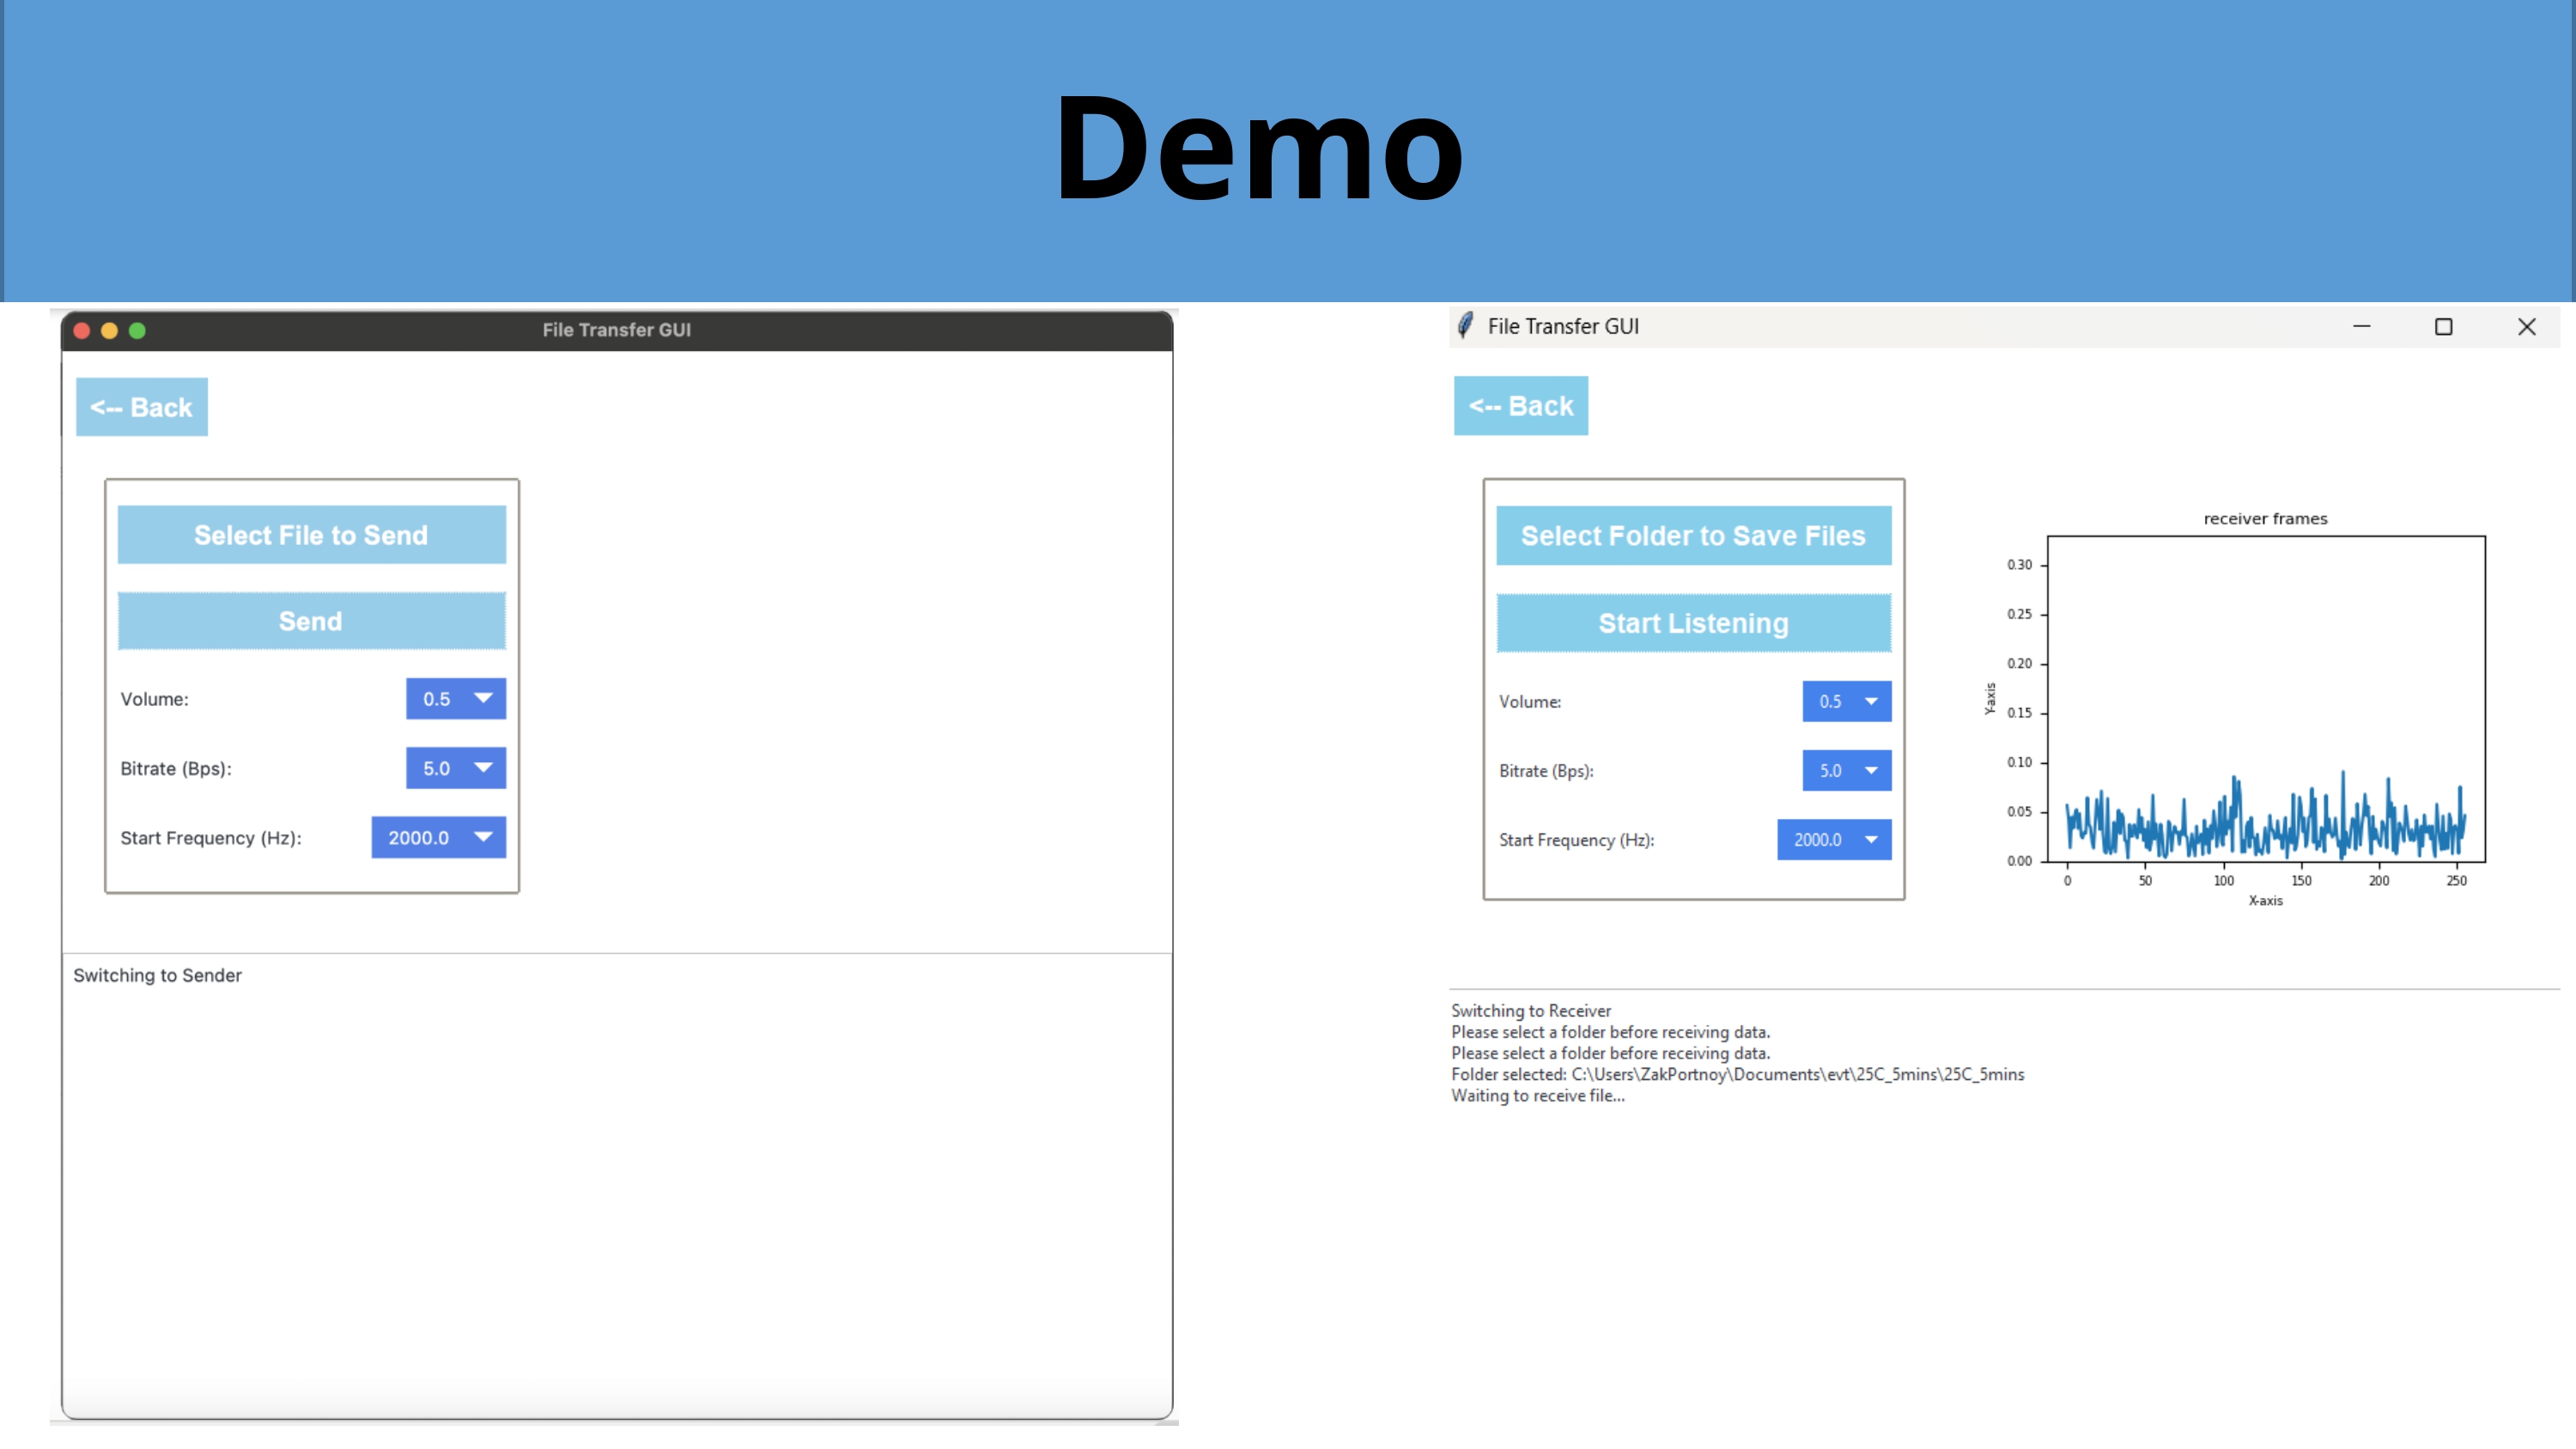 Demo
File Transfer GUI
<-- Back
Select File to Send
Send
Volume: 0.5
Bitrate (Bps): 5.0
Start Frequency (Hz): 2000.0
Switching to Sender
File Transfer GUI
<-- Back
Select Folder to Save Files
Start Listening
Volume: 0.5
Bitrate (Bps): 5.0
Start Frequency (Hz): 2000.0
receiver frames
0.30
0.25
0.20
0.15
0.10
0.05
0.00
Y-axis
0 50 100 150 200 250
X-axis
Switching to Receiver
Please select a folder before receiving data.
Please select a folder before receiving data.
Folder selected: C:\Users\ZakPortnoy\Documents\evt\25C_5mins\25C_5mins
Waiting to receive file...